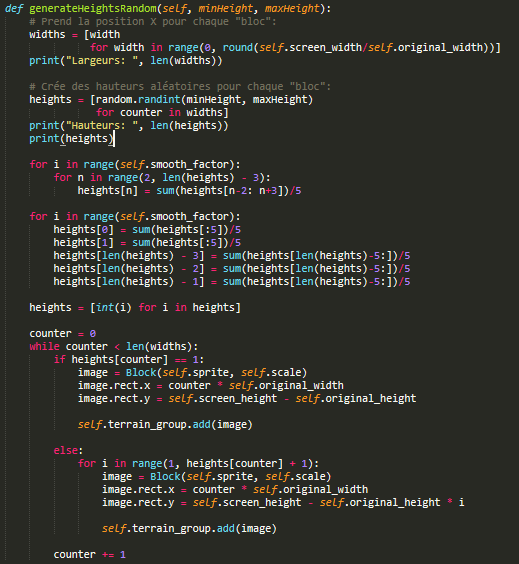 def generateHeightsRandom(self, minHeight, maxHeight):
    # Prend la position X pour chaque "bloc":
    widths = [width
              for width in range(0, round(self.screen_width/self.original_width))]
    print("Largeurs: ", len(widths))

    # Crée des hauteurs aléatoires pour chaque "bloc":
    heights = [random.randint(minHeight, maxHeight)
               for counter in widths]
    print("Hauteurs: ", len(heights))
    print(heights)

    for i in range(self.smooth_factor):
        for n in range(2, len(heights) - 3):
            heights[n] = sum(heights[n-2: n+3])/5

    for i in range(self.smooth_factor):
        heights[0] = sum(heights[:5])/5
        heights[1] = sum(heights[:5])/5
        heights[len(heights) - 3] = sum(heights[len(heights)-5:])/5
        heights[len(heights) - 2] = sum(heights[len(heights)-5:])/5
        heights[len(heights) - 1] = sum(heights[len(heights)-5:])/5

    heights = [int(i) for i in heights]

    counter = 0
    while counter < len(widths):
        if heights[counter] == 1:
            image = Block(self.sprite, self.scale)
            image.rect.x = counter * self.original_width
            image.rect.y = self.screen_height - self.original_height

            self.terrain_group.add(image)

        else:
            for i in range(1, heights[counter] + 1):
                image = Block(self.sprite, self.scale)
                image.rect.x = counter * self.original_width
                image.rect.y = self.screen_height - self.original_height * i

                self.terrain_group.add(image)

        counter += 1